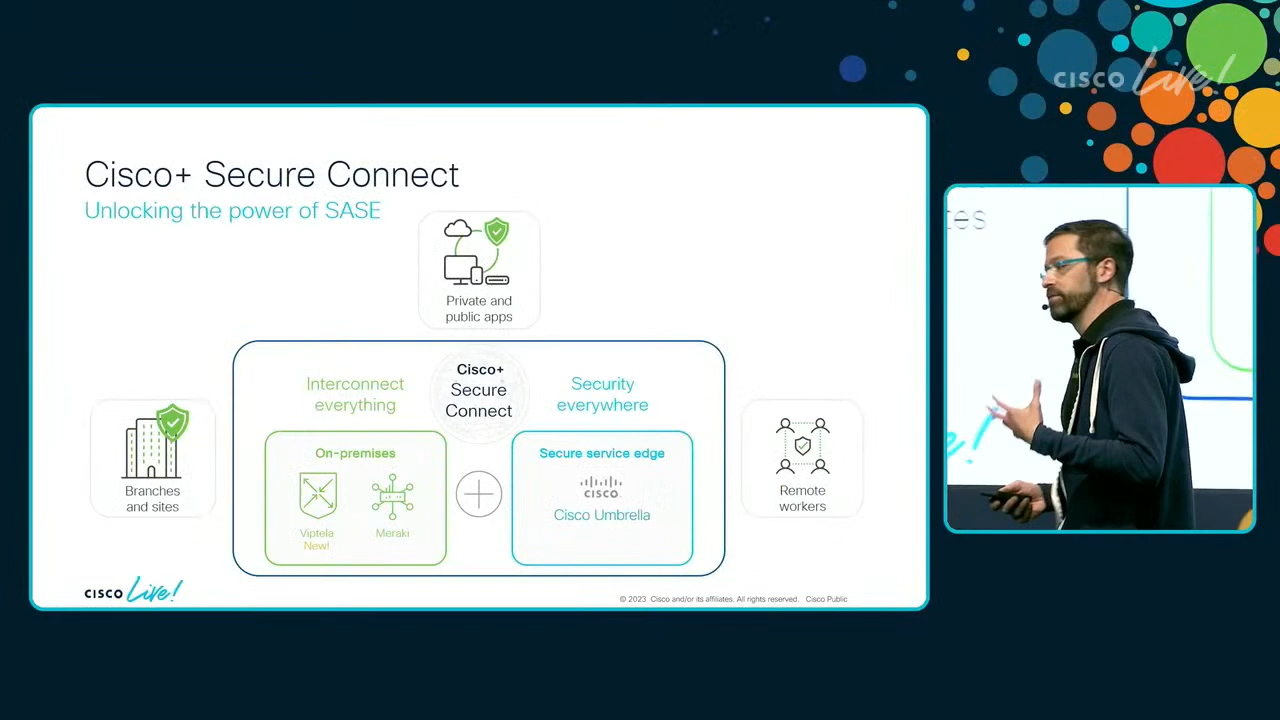 CISCO Live!
Cisco+ Secure Connect
Unlocking the power of SASE
Private and
public apps
Cisco+
Secure
Connect
Interconnect
everything
Security
everywhere
On-premises
Viptela
New!
Meraki
Secure service edge
CISCO
Cisco Umbrella
Branches
and sites
Remote
workers
CISCO Live!
© 2023 Cisco and/or its affiliates. All rights reserved. Cisco Public
tes
e!